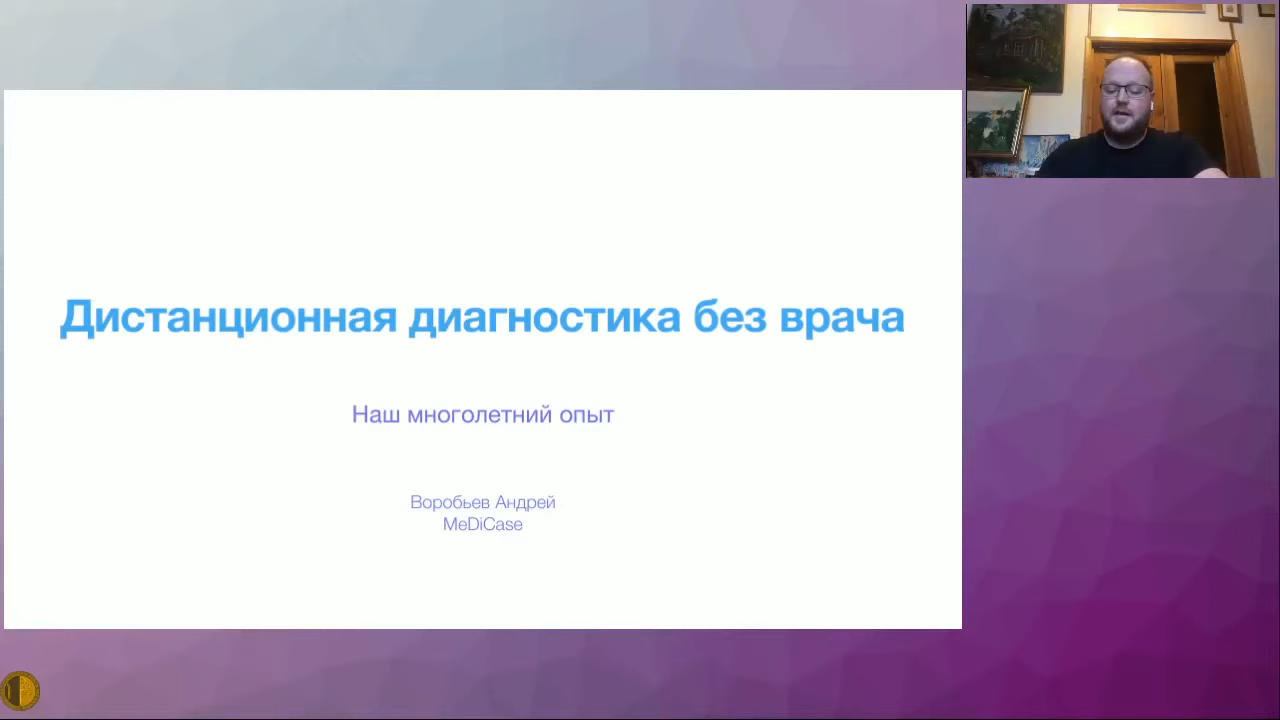 Дистанционная диагностика без врача
Наш многолетний опыт
Воробьев Андрей
MeDiCase